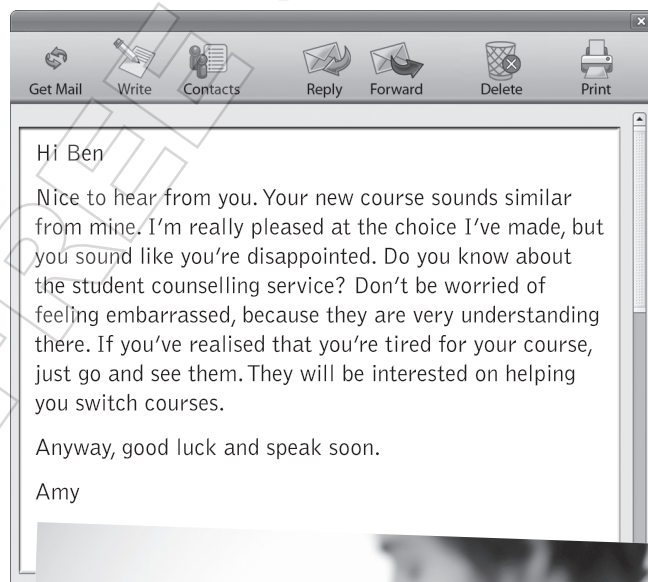 Get Mail Write Contacts Reply Forward Delete Print
Hi Ben
Nice to hear from you. Your new course sounds similar
from mine. I'm really pleased at the choice I've made, but
you sound like you're disappointed. Do you know about
the student counselling service? Don't be worried of
feeling embarrassed, because they are very understanding
there. If you've realised that you're tired for your course,
just go and see them. They will be interested on helping
you switch courses.
Anyway, good luck and speak soon.
Amy